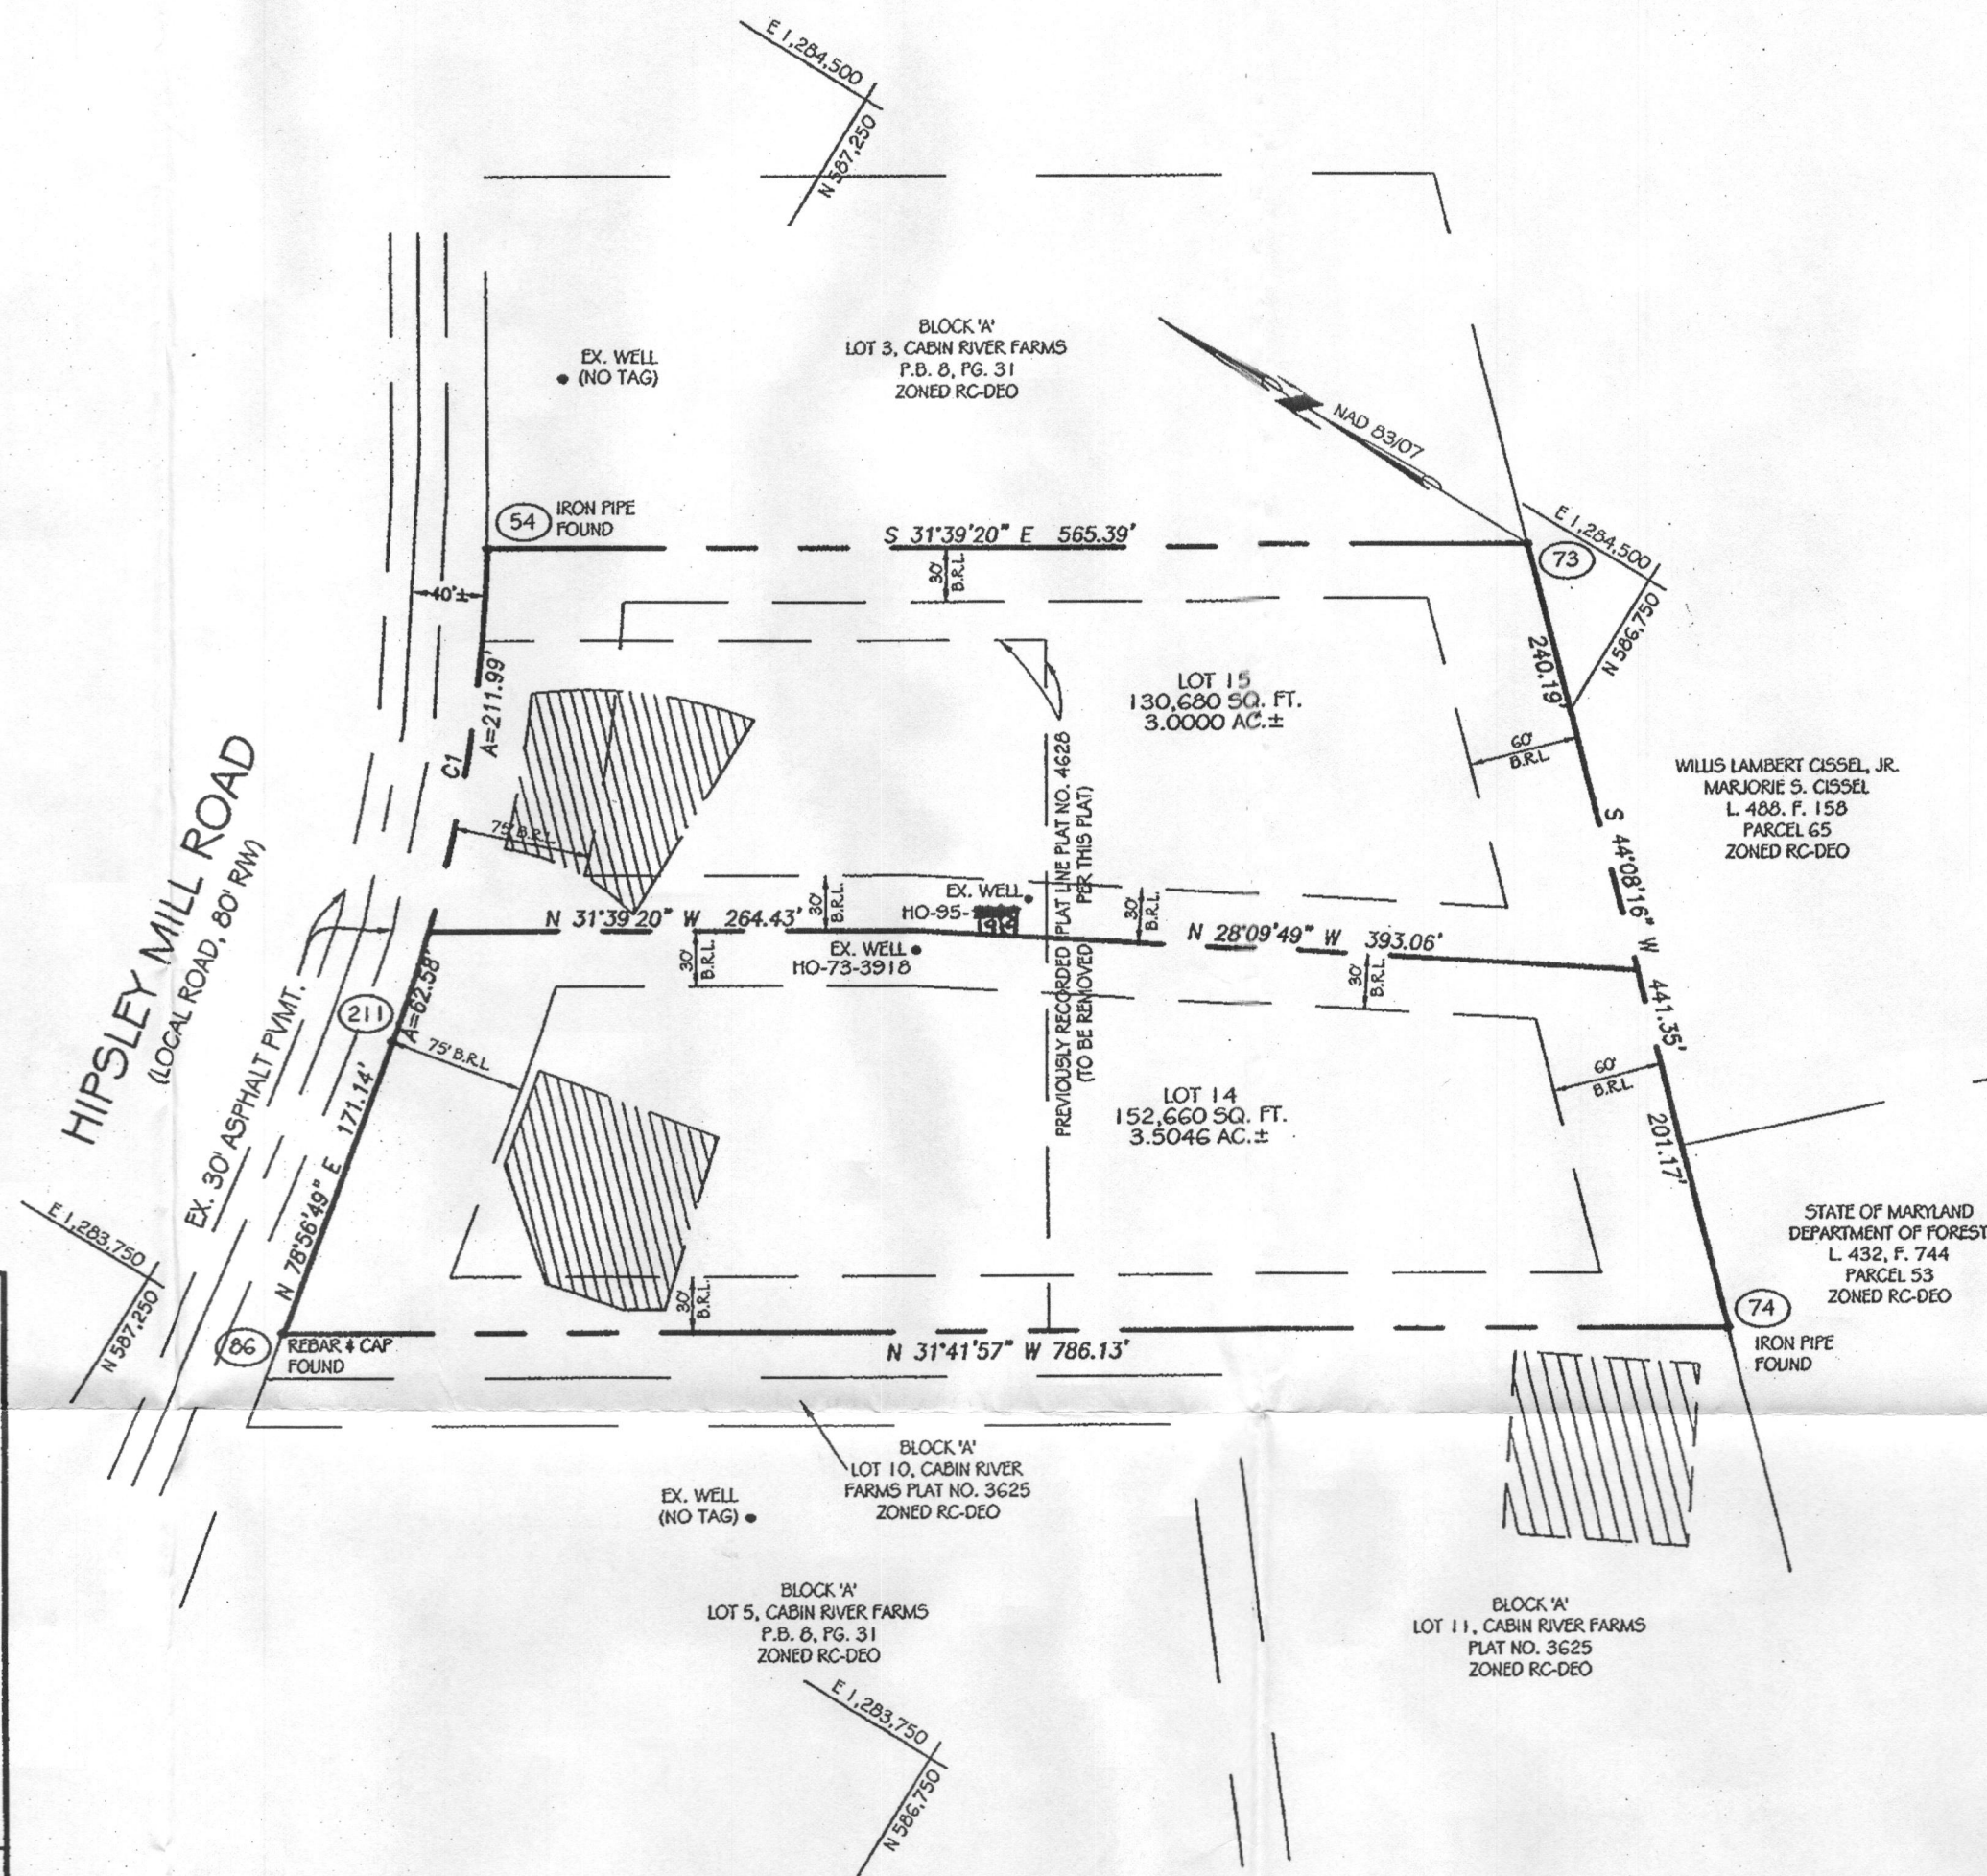 E 1,284,500
N 587,250
BLOCK 'A'
LOT 3, CABIN RIVER FARMS
P.B. 8, PG. 31
ZONED RC-DEO
EX. WELL
(NO TAG)
NAD 83/07
54
IRON PIPE
FOUND
S 31°39'20" E 565.39'
73
E 1,284,500
N 586,750
40'±
30'
B.R.L.
A=211.99'
C1
LOT 15
130,680 SQ. FT.
3.0000 AC.±
240.19'
60'
B.R.L.
WILLIS LAMBERT CISSEL, JR.
MARJORIE S. CISSEL
L. 488. F. 158
PARCEL 65
ZONED RC-DEO
HIPSLEY MILL ROAD
(LOCAL ROAD, 80' R/W)
EX. 30' ASPHALT PVMT.
75' B.R.L.
PREVIOUSLY RECORDED PLAT LINE PLAT NO. 4628
(TO BE REMOVED PER THIS PLAT)
S 44°08'16" W 441.35'
30'
B.R.L.
EX. WELL
HO-95-
30'
B.R.L.
N 31°39'20" W 264.43'
30'
B.R.L.
EX. WELL
HO-73-3918
N 28°09'49" W 393.06'
30'
B.R.L.
211
A=62.58'
75' B.R.L.
LOT 14
152,660 SQ. FT.
3.5046 AC.±
60'
B.R.L.
201.17'
N 78°56'49" E 171.14'
E 1,283,750
N 587,250
STATE OF MARYLAND
DEPARTMENT OF FOREST
L. 432, F. 744
PARCEL 53
ZONED RC-DEO
30'
B.R.L.
86
REBAR & CAP
FOUND
N 31°41'57" W 786.13'
74
IRON PIPE
FOUND
BLOCK 'A'
LOT 10, CABIN RIVER
FARMS PLAT NO. 3625
ZONED RC-DEO
EX. WELL
(NO TAG)
BLOCK 'A'
LOT 5, CABIN RIVER FARMS
P.B. 8, PG. 31
ZONED RC-DEO
BLOCK 'A'
LOT 11, CABIN RIVER FARMS
PLAT NO. 3625
ZONED RC-DEO
E 1,283,750
N 586,750